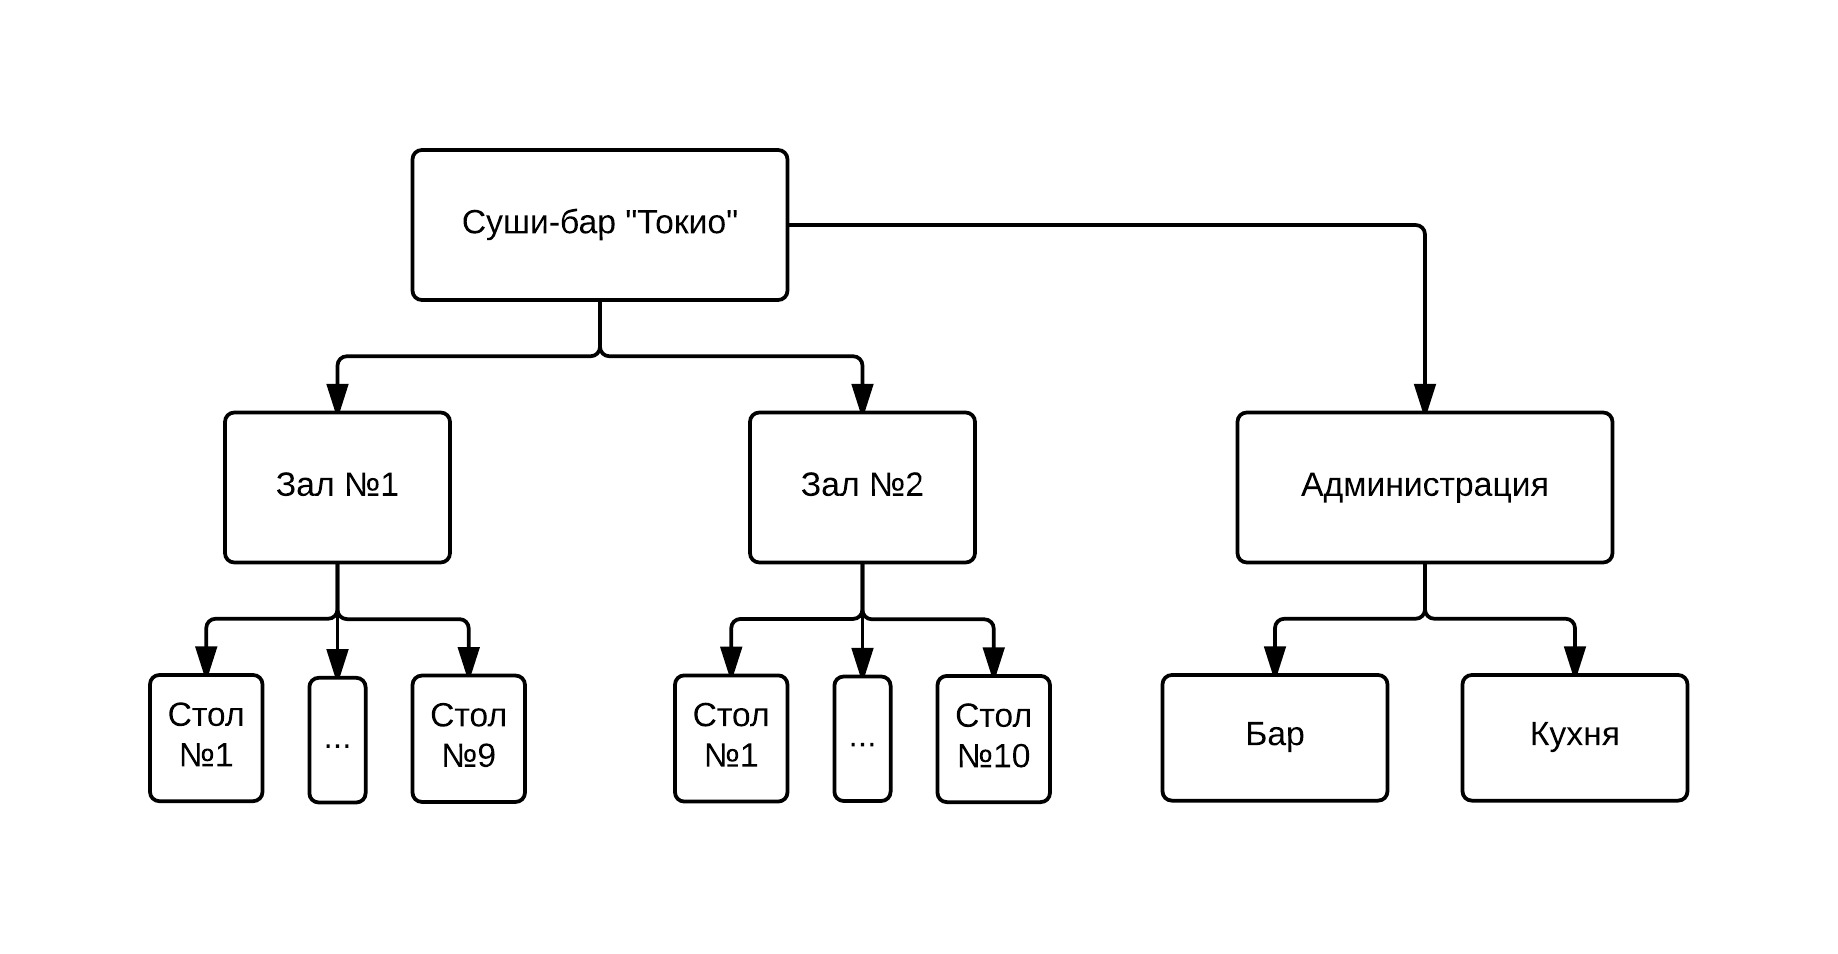 Суши-бар "Токио"
Зал №1
Зал №2
Администрация
Стол
№1
...
Стол
№9
Стол
№1
...
Стол
№10
Бар
Кухня